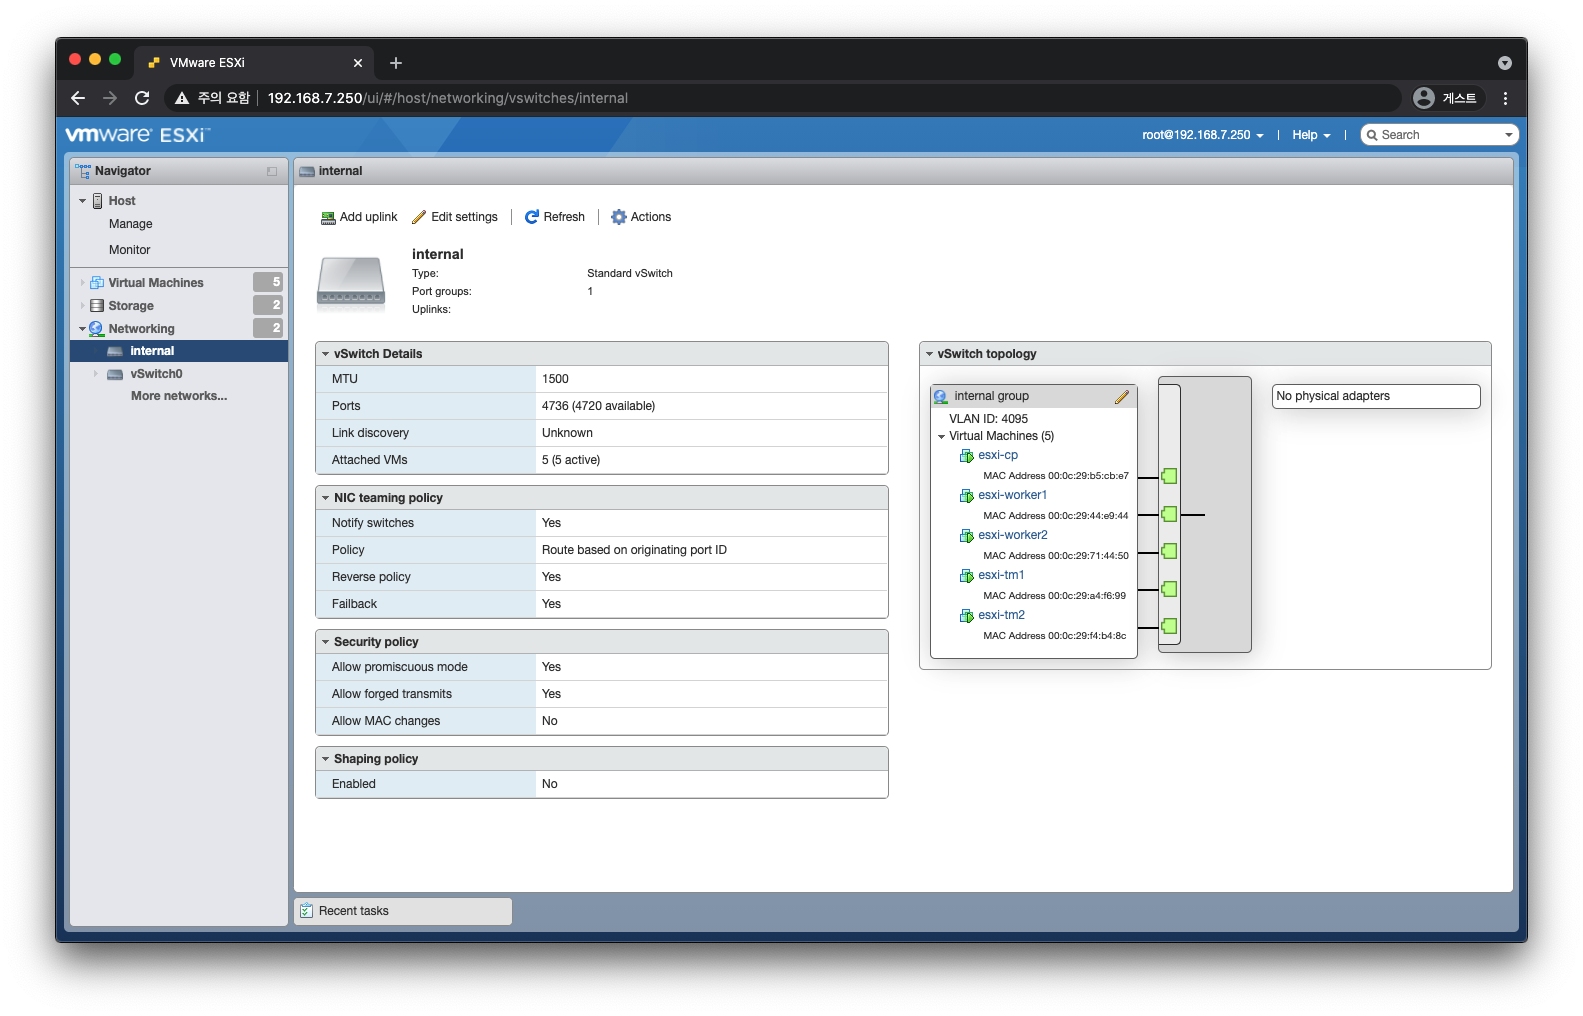 VMware ESXi
주의 요함
192.168.7.250/ui/#/host/networking/vswitches/internal
게스트
vmware ESXi™
root@192.168.7.250
Help
Search
Navigator
Host
Manage
Monitor
Virtual Machines 5
Storage 2
Networking 2
internal
vSwitch0
More networks...
internal
Add uplink
Edit settings
Refresh
Actions
internal
Type: Standard vSwitch
Port groups: 1
Uplinks:
vSwitch Details
MTU 1500
Ports 4736 (4720 available)
Link discovery Unknown
Attached VMs 5 (5 active)
NIC teaming policy
Notify switches Yes
Policy Route based on originating port ID
Reverse policy Yes
Failback Yes
Security policy
Allow promiscuous mode Yes
Allow forged transmits Yes
Allow MAC changes No
Shaping policy
Enabled No
vSwitch topology
internal group
VLAN ID: 4095
Virtual Machines (5)
esxi-cp
MAC Address 00:0c:29:b5:cb:e7
esxi-worker1
MAC Address 00:0c:29:44:e9:44
esxi-worker2
MAC Address 00:0c:29:71:44:50
esxi-tm1
MAC Address 00:0c:29:a4:f6:99
esxi-tm2
MAC Address 00:0c:29:f4:b4:8c
No physical adapters
Recent tasks